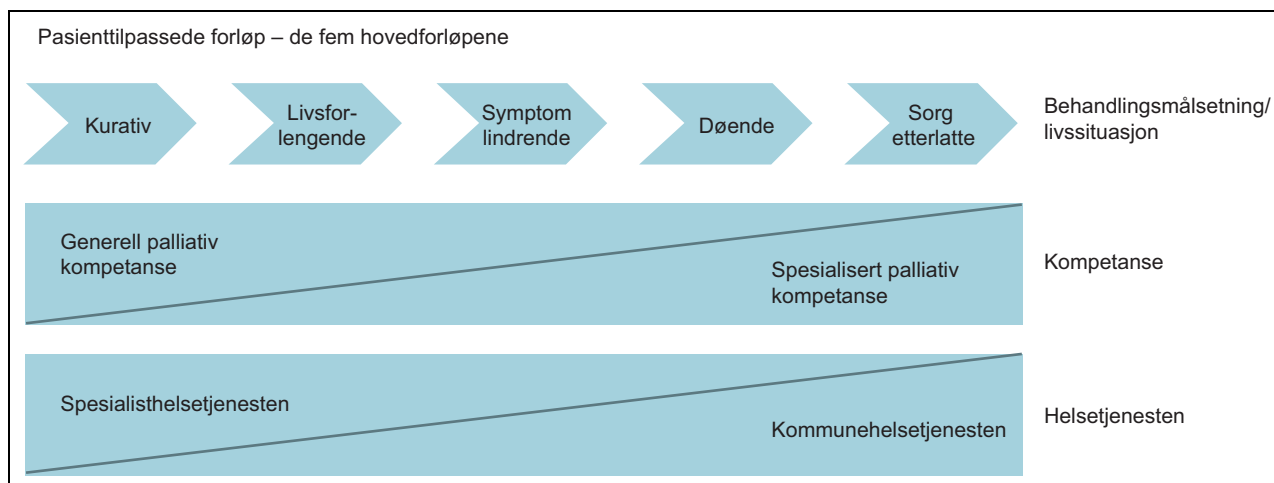 Pasienttilpassede forløp – de fem hovedforløpene
Kurativ
Livsfor-
lengende
Symptom
lindrende
Døende
Sorg
etterlatte
Behandlingsmålsetning/
livssituasjon
Generell palliativ
kompetanse
Spesialisert palliativ
kompetanse
Kompetanse
Spesialisthelsetjenesten
Kommunehelsetjenesten
Helsetjenesten